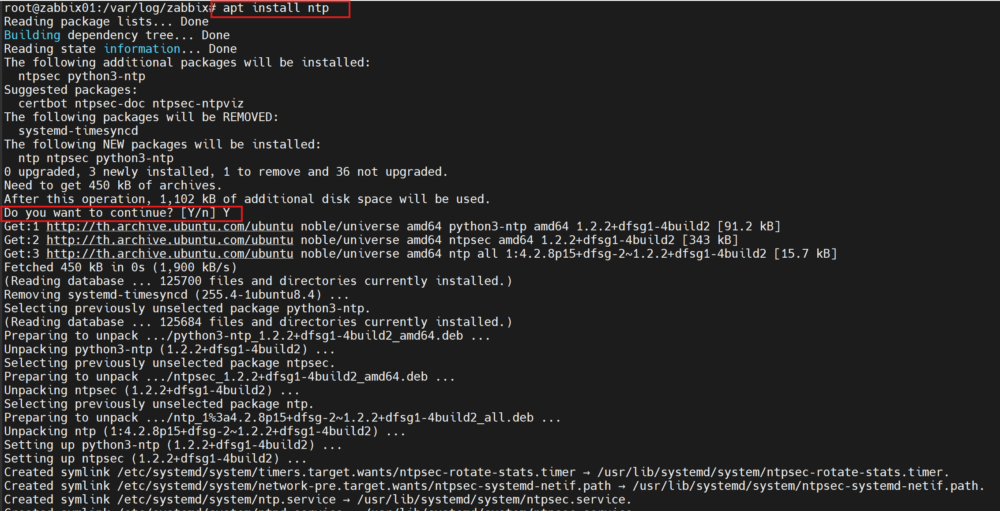 root@zabbix01:/var/log/zabbix# apt install ntp
Reading package lists... Done
Building dependency tree... Done
Reading state information... Done
The following additional packages will be installed:
  ntpsec python3-ntp
Suggested packages:
  certbot ntpsec-doc ntpsec-ntpviz
The following packages will be REMOVED:
  systemd-timesyncd
The following NEW packages will be installed:
  ntp ntpsec python3-ntp
0 upgraded, 3 newly installed, 1 to remove and 36 not upgraded.
Need to get 450 kB of archives.
After this operation, 1,102 kB of additional disk space will be used.
Do you want to continue? [Y/n] Y
Get:1 http://th.archive.ubuntu.com/ubuntu noble/universe amd64 python3-ntp amd64 1.2.2+dfsg1-4build2 [91.2 kB]
Get:2 http://th.archive.ubuntu.com/ubuntu noble/universe amd64 ntpsec amd64 1.2.2+dfsg1-4build2 [343 kB]
Get:3 http://th.archive.ubuntu.com/ubuntu noble/universe amd64 ntp all 1:4.2.8p15+dfsg-2~1.2.2+dfsg1-4build2 [15.7 kB]
Fetched 450 kB in 0s (1,900 kB/s)
(Reading database ... 125700 files and directories currently installed.)
Removing systemd-timesyncd (255.4-1ubuntu8.4) ...
Selecting previously unselected package python3-ntp.
(Reading database ... 125684 files and directories currently installed.)
Preparing to unpack .../python3-ntp_1.2.2+dfsg1-4build2_amd64.deb ...
Unpacking python3-ntp (1.2.2+dfsg1-4build2) ...
Selecting previously unselected package ntpsec.
Preparing to unpack .../ntpsec_1.2.2+dfsg1-4build2_amd64.deb ...
Unpacking ntpsec (1.2.2+dfsg1-4build2) ...
Selecting previously unselected package ntp.
Preparing to unpack .../ntp_1%3a4.2.8p15+dfsg-2~1.2.2+dfsg1-4build2_all.deb ...
Unpacking ntp (1:4.2.8p15+dfsg-2~1.2.2+dfsg1-4build2) ...
Setting up python3-ntp (1.2.2+dfsg1-4build2) ...
Setting up ntpsec (1.2.2+dfsg1-4build2) ...
Created symlink /etc/systemd/system/timers.target.wants/ntpsec-rotate-stats.timer → /usr/lib/systemd/system/ntpsec-rotate-stats.timer.
Created symlink /etc/systemd/system/network-pre.target.wants/ntpsec-systemd-netif.path → /usr/lib/systemd/system/ntpsec-systemd-netif.path.
Created symlink /etc/systemd/system/ntp.service → /usr/lib/systemd/system/ntpsec.service.